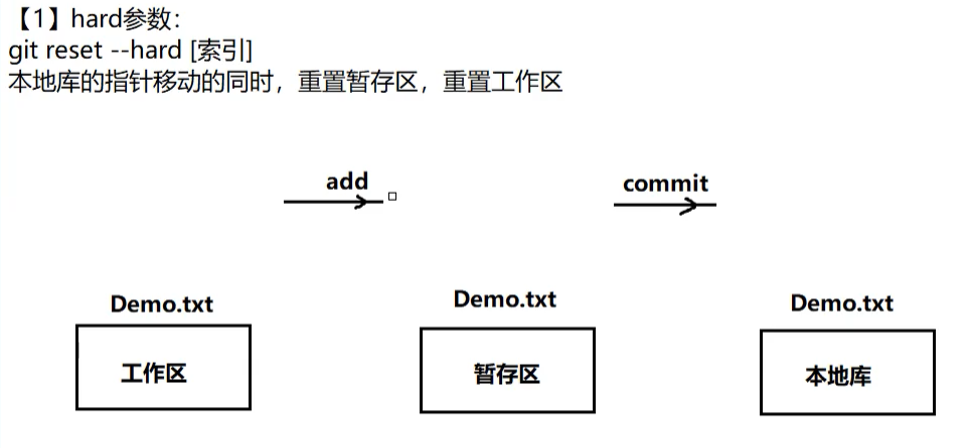 【1】hard参数：
git reset --hard [索引]
本地库的指针移动的同时，重置暂存区，重置工作区
add
commit
Demo.txt
Demo.txt
Demo.txt
工作区
暂存区
本地库